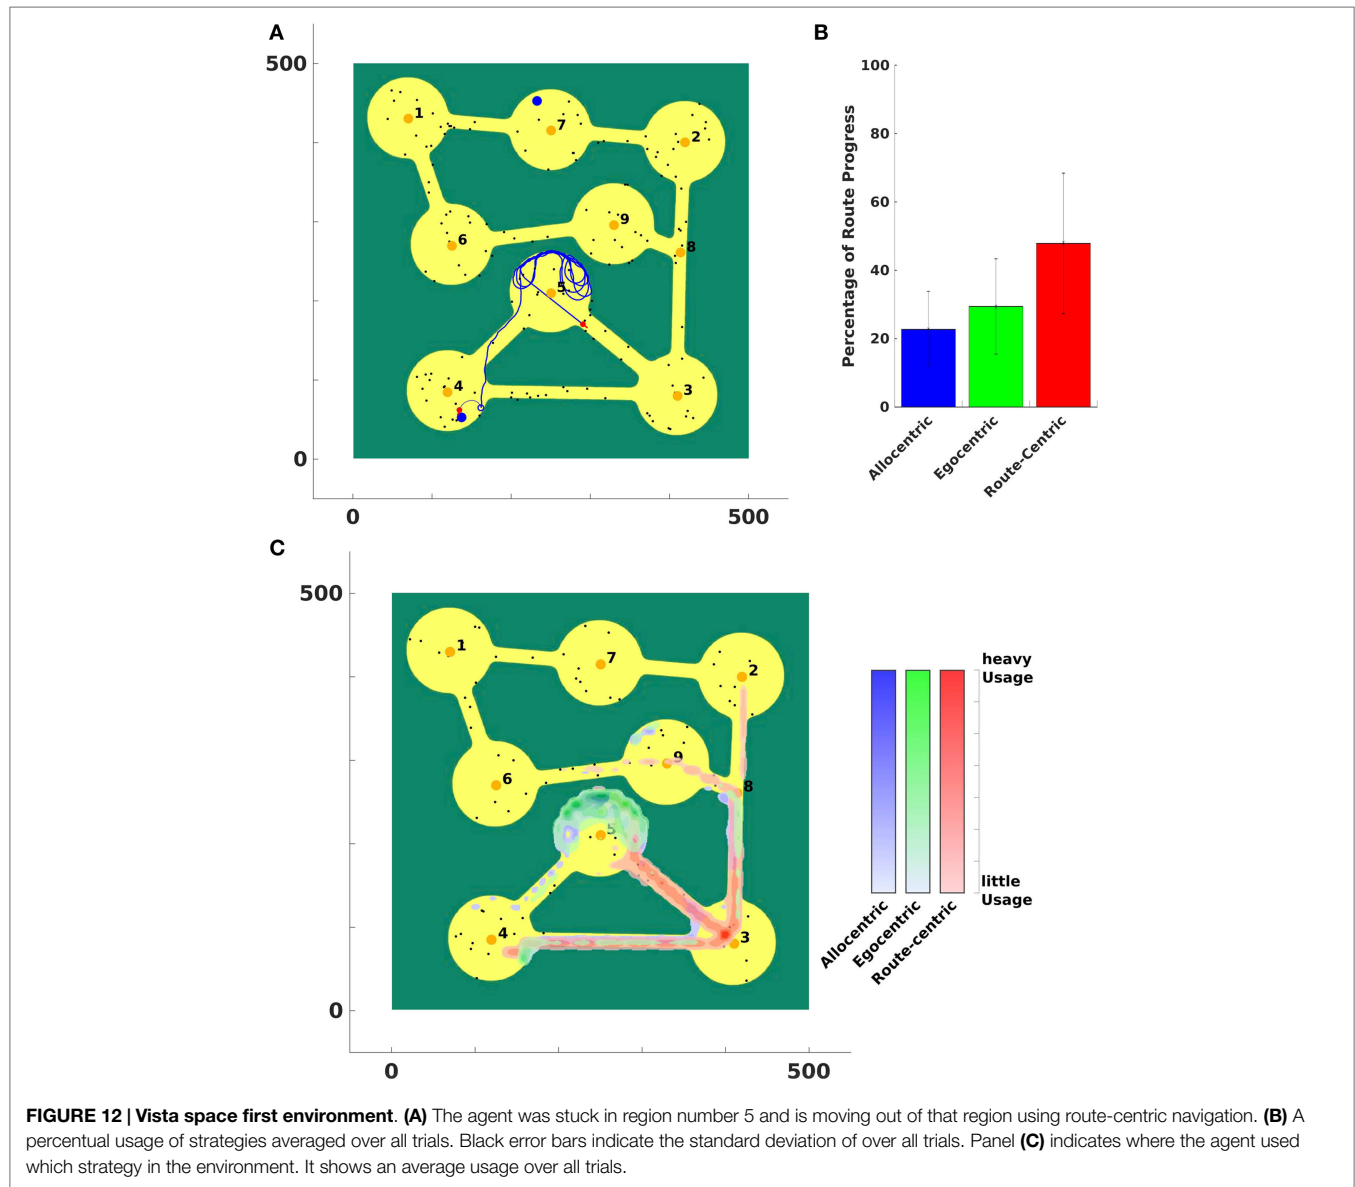 A
500
0
0
500
1
7
2
9
6
8
5
4
3
B
Percentage of Route Progress
100
80
60
40
20
0
Allocentric
Egocentric
Route-Centric
C
500
0
0
500
1
7
2
9
6
8
5
4
3
heavy
Usage
little
Usage
Allocentric
Egocentric
Route-centric
FIGURE 12 | Vista space first environment. (A) The agent was stuck in region number 5 and is moving out of that region using route-centric navigation. (B) A
percentual usage of strategies averaged over all trials. Black error bars indicate the standard deviation of over all trials. Panel (C) indicates where the agent used
which strategy in the environment. It shows an average usage over all trials.